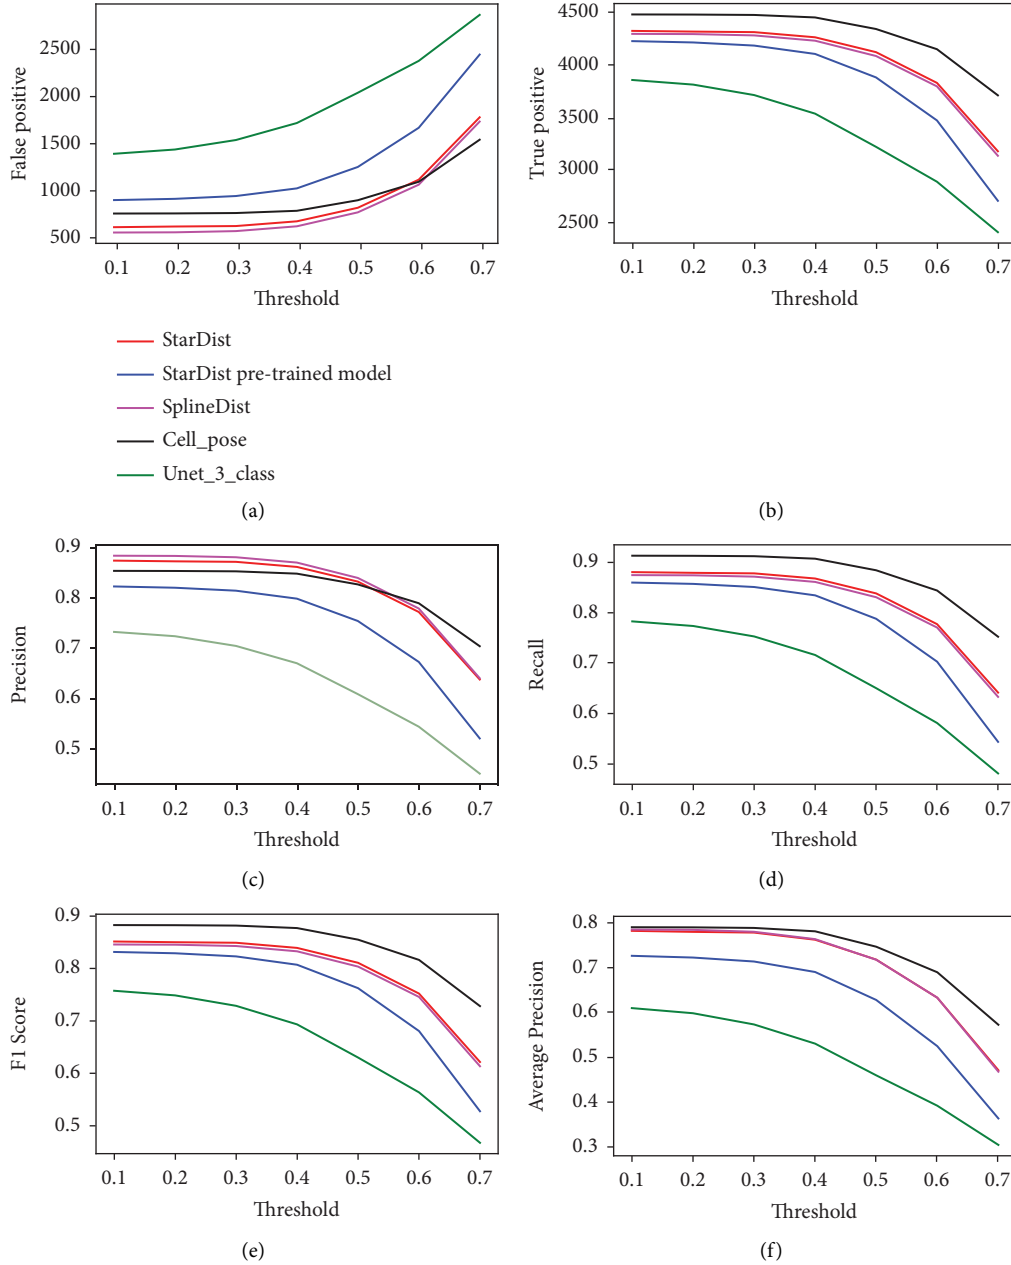 False positive
2500
2000
1500
1000
500
0.1 0.2 0.3 0.4 0.5 0.6 0.7
Threshold
True positive
4500
4000
3500
3000
2500
0.1 0.2 0.3 0.4 0.5 0.6 0.7
Threshold
StarDist
StarDist pre-trained model
SplineDist
Cell_pose
Unet_3_class
(a)
(b)
Precision
0.9
0.8
0.7
0.6
0.5
0.1 0.2 0.3 0.4 0.5 0.6 0.7
Threshold
(c)
Recall
0.9
0.8
0.7
0.6
0.5
0.1 0.2 0.3 0.4 0.5 0.6 0.7
Threshold
(d)
F1 Score
0.9
0.8
0.7
0.6
0.5
0.1 0.2 0.3 0.4 0.5 0.6 0.7
Threshold
(e)
Average Precision
0.8
0.7
0.6
0.5
0.4
0.3
0.1 0.2 0.3 0.4 0.5 0.6 0.7
Threshold
(f)